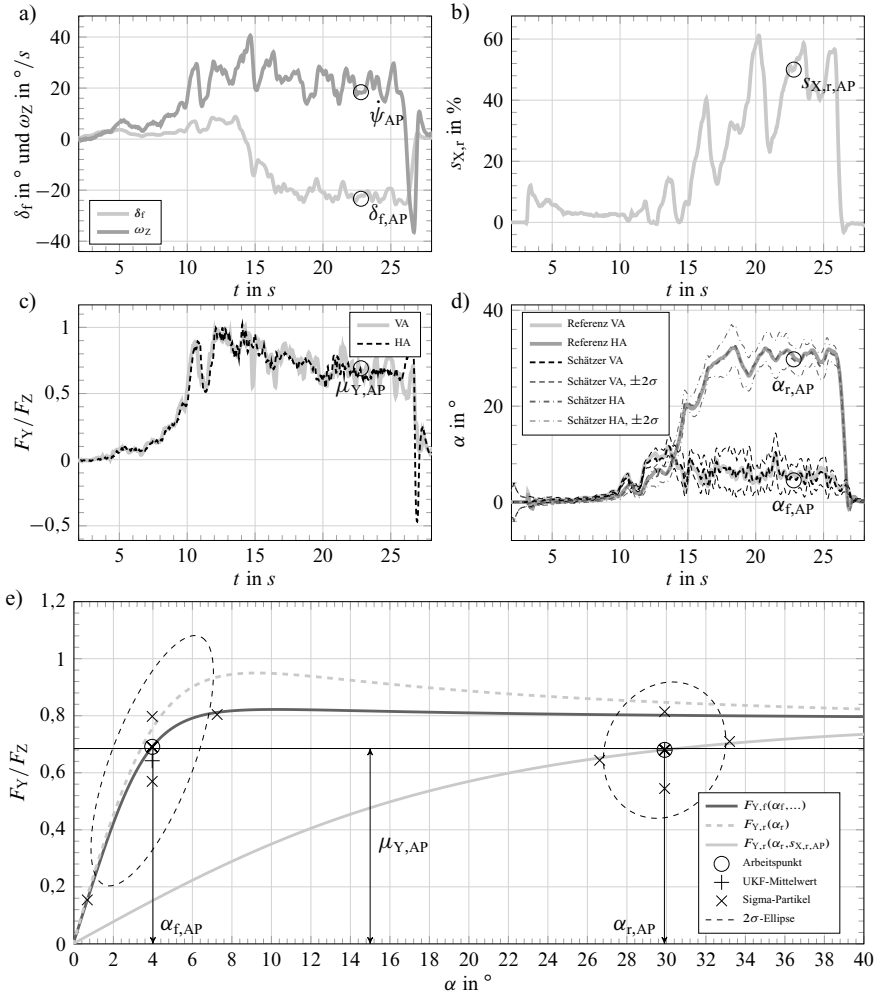 a)
δf in ° und ωZ in °/s
40
20
0
−20
−40
ψ̇AP
δf,AP
δf
ωZ
5 10 15 20 25
t in s
b)
sX,r in %
60
40
20
0
sX,r,AP
5 10 15 20 25
t in s
c)
FY/FZ
1
0,5
0
−0,5
VA
HA
μY,AP
5 10 15 20 25
t in s
d)
α in °
40
20
0
Referenz VA
Referenz HA
Schätzer VA
Schätzer VA, ±2σ
Schätzer HA
Schätzer HA, ±2σ
αr,AP
αf,AP
5 10 15 20 25
t in s
e)
FY/FZ
1,2
1
0.8
0.6
0.4
0,2
0
μY,AP
αf,AP
αr,AP
FY,f(αf,...)
FY,r(αr)
FY,r(αr,sX,r,AP)
Arbeitspunkt
UKF-Mittelwert
Sigma-Partikel
2σ-Ellipse
0 2 4 6 8 10 12 14 16 18 20 22 24 26 28 30 32 34 36 38 40
α in °